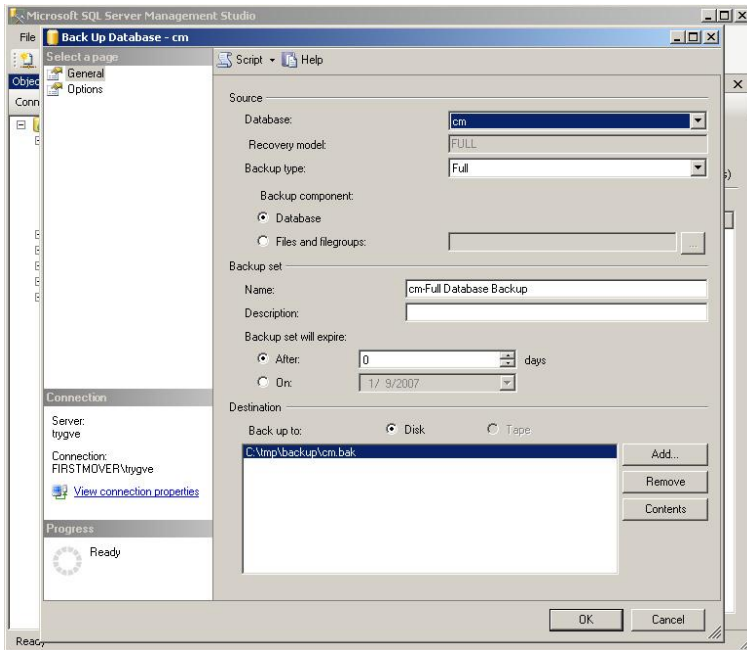 Microsoft SQL Server Management Studio
File
Back Up Database - cm
Select a page
General
Options
Script
Help
Objec
Conn
Source
Database:
cm
Recovery model:
FULL
Backup type:
Full
s)
Backup component:
Database
Files and filegroups:
...
Backup set
Name:
cm-Full Database Backup
Description:
Backup set will expire:
After:
0
days
On:
1/ 9/2007
Connection
Server:
trygve
Connection:
FIRSTMOVER\trygve
View connection properties
Destination
Back up to:
Disk
Tape
C:\tmp\backup\cm.bak
Add...
Remove
Contents
Progress
Ready
OK
Cancel
Ready